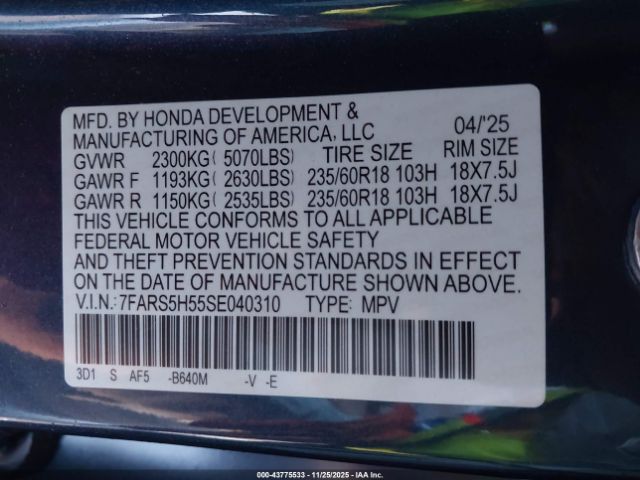 MFD. BY HONDA DEVELOPMENT &
MANUFACTURING OF AMERICA, LLC 04/'25
GVWR 2300KG( 5070LBS) TIRE SIZE RIM SIZE
GAWR F 1193KG( 2630LBS) 235/60R18 103H 18X7.5J
GAWR R 1150KG( 2535LBS) 235/60R18 103H 18X7.5J
THIS VEHICLE CONFORMS TO ALL APPLICABLE
FEDERAL MOTOR VEHICLE SAFETY
AND THEFT PREVENTION STANDARDS IN EFFECT
ON THE DATE OF MANUFACTURE SHOWN ABOVE.
V.I.N.:7FARS5H55SE040310 TYPE: MPV
3D1 S AF5 -B640M -V -E
000-43775533 - 11/25/2025 - IAA Inc.